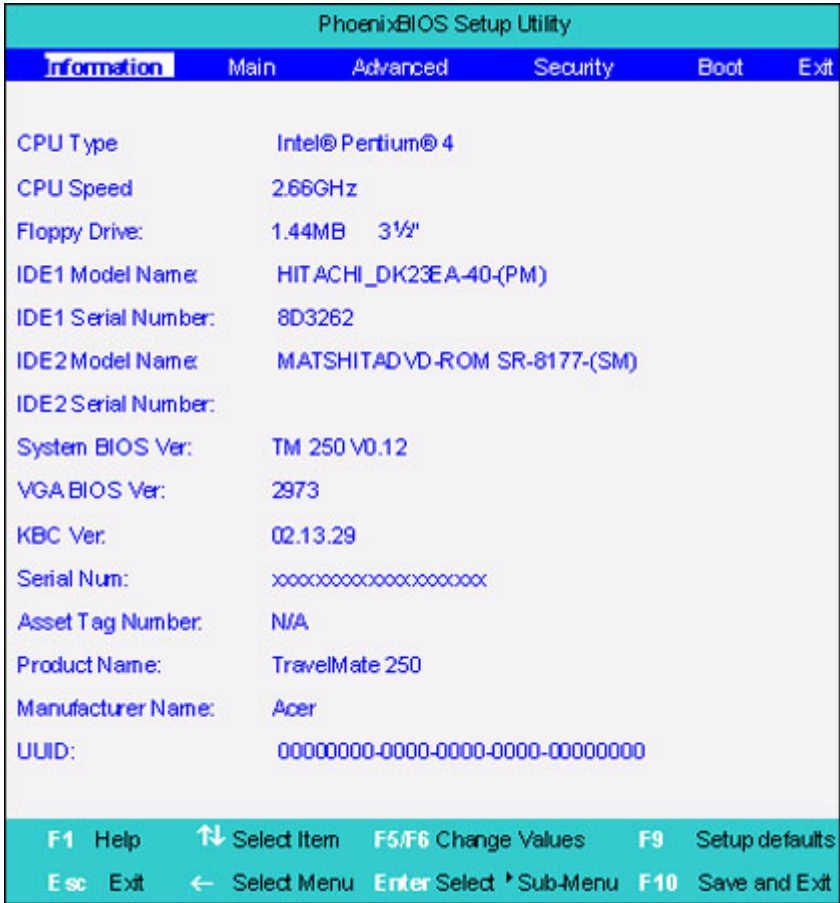 PhoenixBIOS Setup Utility
Information Main Advanced Security Boot Exit
CPU Type Intel® Pentium® 4
CPU Speed 2.66GHz
Floppy Drive: 1.44MB 3½"
IDE1 Model Name: HITACHI_DK23EA-40-(PM)
IDE1 Serial Number: 8D3262
IDE2 Model Name: MATSHITADVD-ROM SR-8177-(SM)
IDE2 Serial Number:
System BIOS Ver: TM 250 V0.12
VGA BIOS Ver: 2973
KBC Ver: 02.13.29
Serial Num: xxxxxxxxxxxxxxxxxxxxxx
Asset Tag Number: N/A
Product Name: TravelMate 250
Manufacturer Name: Acer
UUID: 00000000-0000-0000-0000-00000000
F1 Help ↑↓ Select Item F5/F6 Change Values F9 Setup defaults
Esc Exit ← Select Menu Enter Select ▸ Sub-Menu F10 Save and Exit